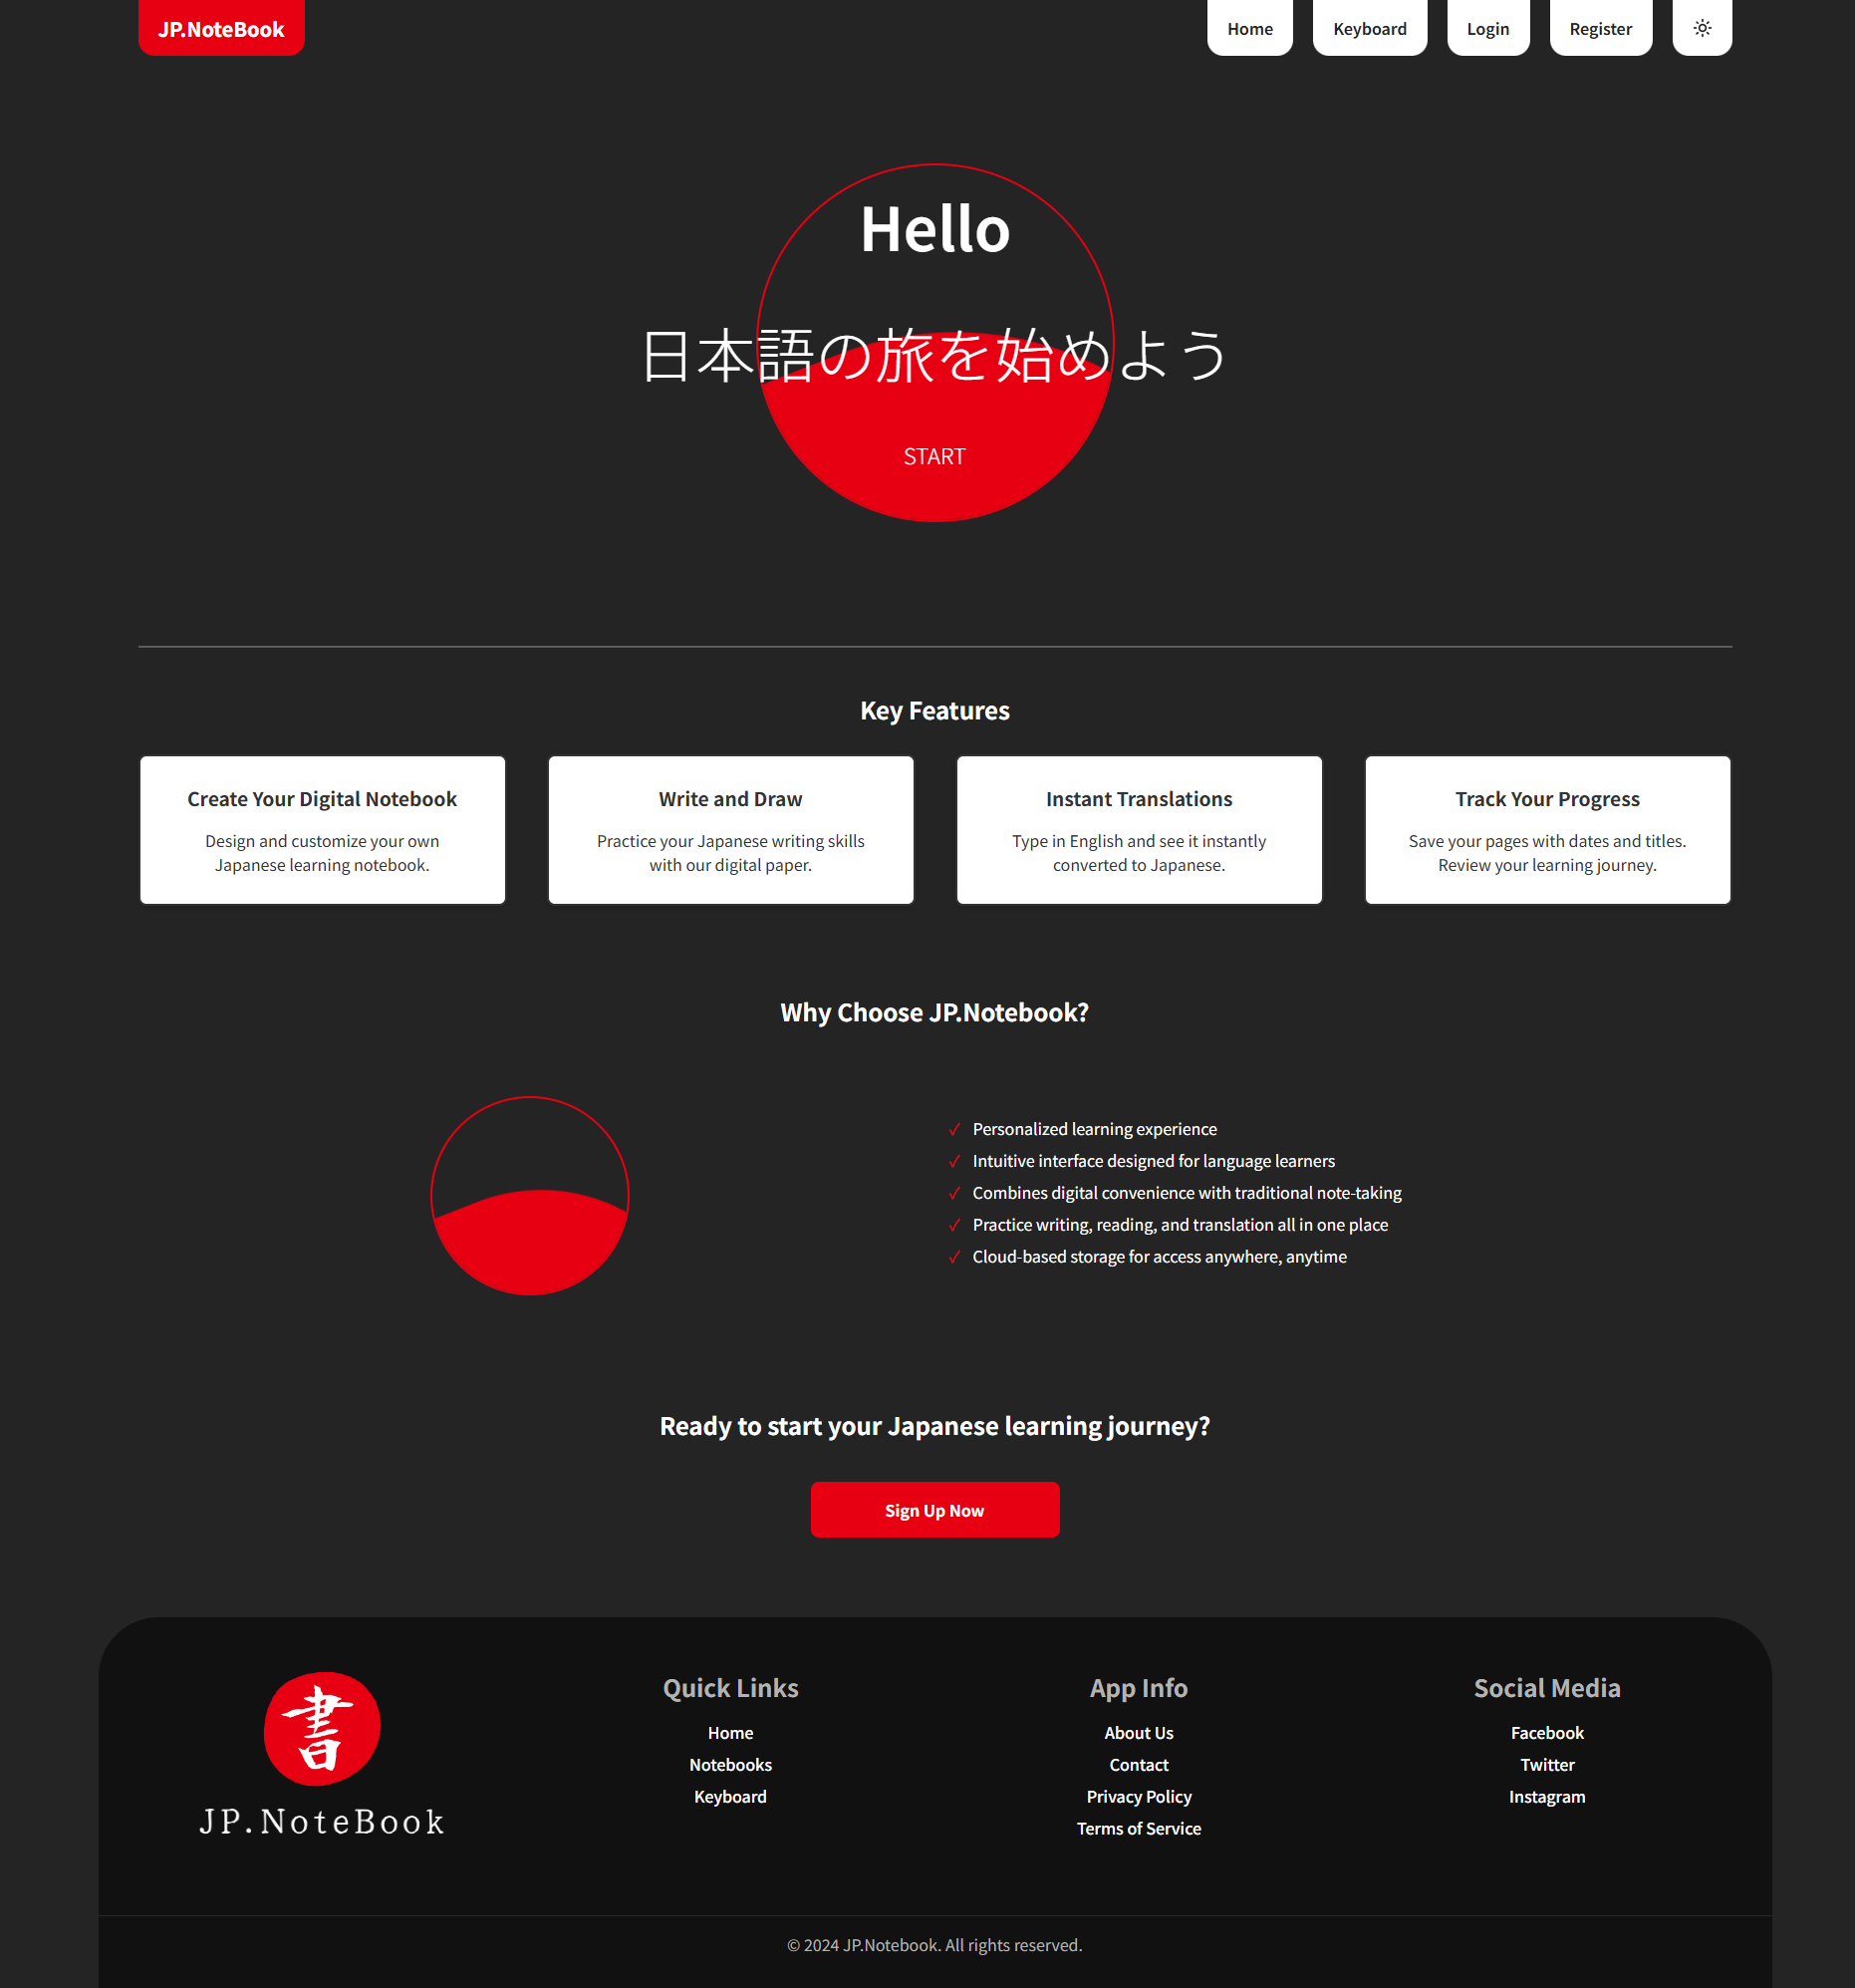 JP.NoteBook
Home
Keyboard
Login
Register
Hello
日本語の旅を始めよう
START
Key Features
Create Your Digital Notebook
Design and customize your own
Japanese learning notebook.
Write and Draw
Practice your Japanese writing skills
with our digital paper.
Instant Translations
Type in English and see it instantly
converted to Japanese.
Track Your Progress
Save your pages with dates and titles.
Review your learning journey.
Why Choose JP.Notebook?
✓ Personalized learning experience
✓ Intuitive interface designed for language learners
✓ Combines digital convenience with traditional note-taking
✓ Practice writing, reading, and translation all in one place
✓ Cloud-based storage for access anywhere, anytime
Ready to start your Japanese learning journey?
Sign Up Now
書
JP.NoteBook
Quick Links
Home
Notebooks
Keyboard
App Info
About Us
Contact
Privacy Policy
Terms of Service
Social Media
Facebook
Twitter
Instagram
© 2024 JP.Notebook. All rights reserved.